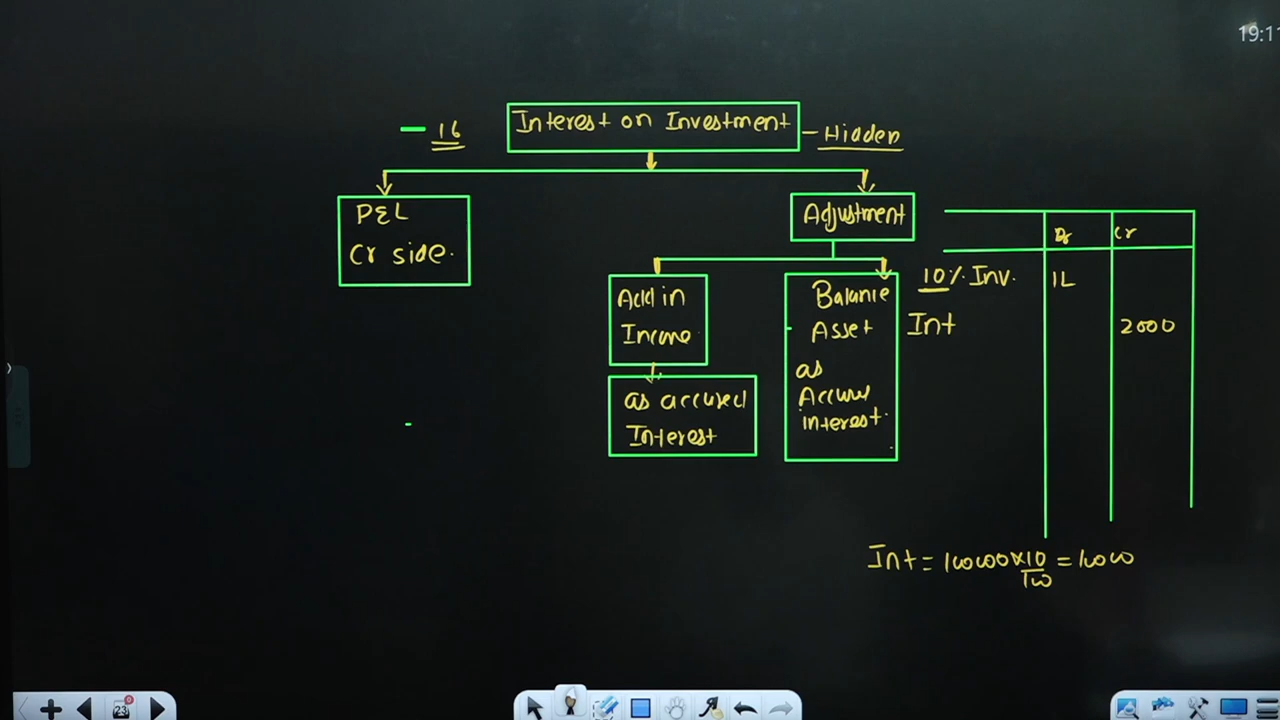 19:11
16
Interest on Investment
Hidden
P&L
Cr side.
Adjustment
Add in
Income
as accrued
Interest
Balance
Asset
as
Accrued
interest.
Dr
Cr
10% Inv.
1L
Int
2000
Int = 100000 × 10/100 = 10000